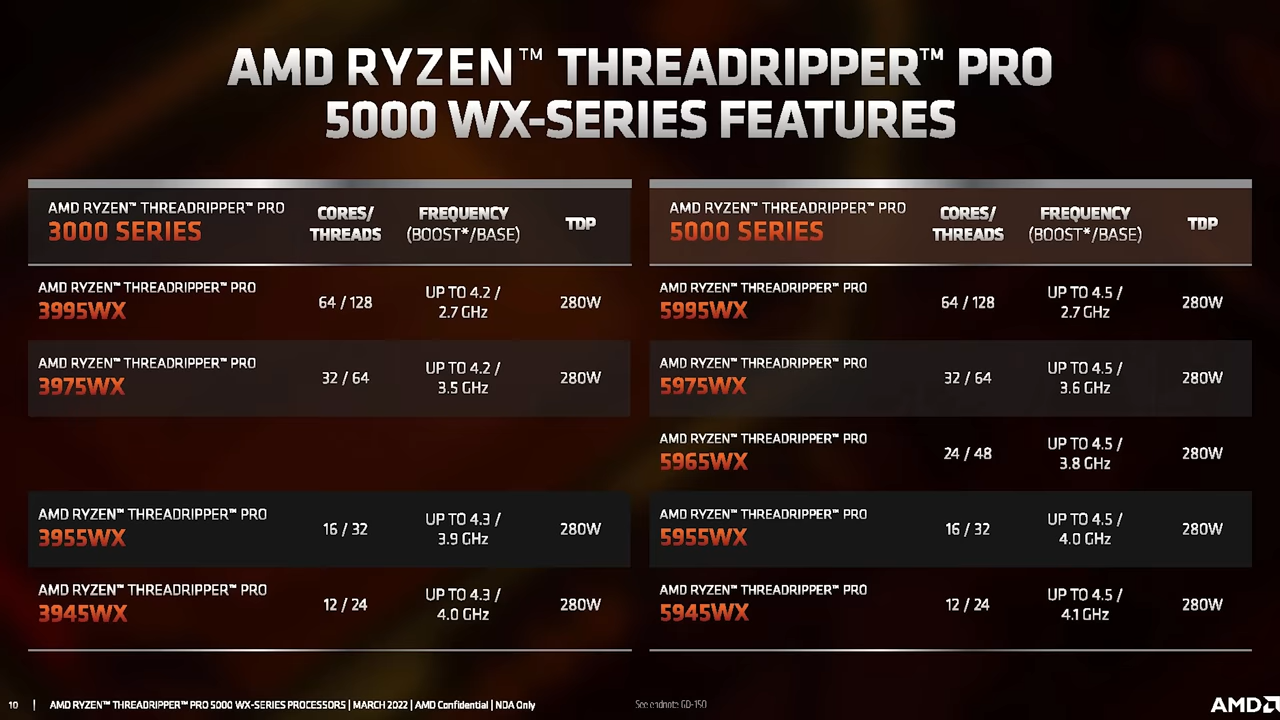 AMD RYZEN™ THREADRIPPER™ PRO
5000 WX-SERIES FEATURES
AMD RYZEN™ THREADRIPPER™ PRO
3000 SERIES
CORES/
THREADS
FREQUENCY
(BOOST*/BASE)
TDP
AMD RYZEN™ THREADRIPPER™ PRO
3995WX
64 / 128
UP TO 4.2 /
2.7 GHz
280W
AMD RYZEN™ THREADRIPPER™ PRO
3975WX
32 / 64
UP TO 4.2 /
3.5 GHz
280W
AMD RYZEN™ THREADRIPPER™ PRO
3955WX
16 / 32
UP TO 4.3 /
3.9 GHz
280W
AMD RYZEN™ THREADRIPPER™ PRO
3945WX
12 / 24
UP TO 4.3 /
4.0 GHz
280W
AMD RYZEN™ THREADRIPPER™ PRO
5000 SERIES
CORES/
THREADS
FREQUENCY
(BOOST*/BASE)
TDP
AMD RYZEN™ THREADRIPPER™ PRO
5995WX
64 / 128
UP TO 4.5 /
2.7 GHz
280W
AMD RYZEN™ THREADRIPPER™ PRO
5975WX
32 / 64
UP TO 4.5 /
3.6 GHz
280W
AMD RYZEN™ THREADRIPPER™ PRO
5965WX
24 / 48
UP TO 4.5 /
3.8 GHz
280W
AMD RYZEN™ THREADRIPPER™ PRO
5955WX
16 / 32
UP TO 4.5 /
4.0 GHz
280W
AMD RYZEN™ THREADRIPPER™ PRO
5945WX
12 / 24
UP TO 4.5 /
4.1 GHz
280W
10 | AMD RYZEN™ THREADRIPPER™ PRO 5000 WX-SERIES PROCESSORS | MARCH 2022 | AMD Confidential | NDA Only
See endnote GD-150
AMD